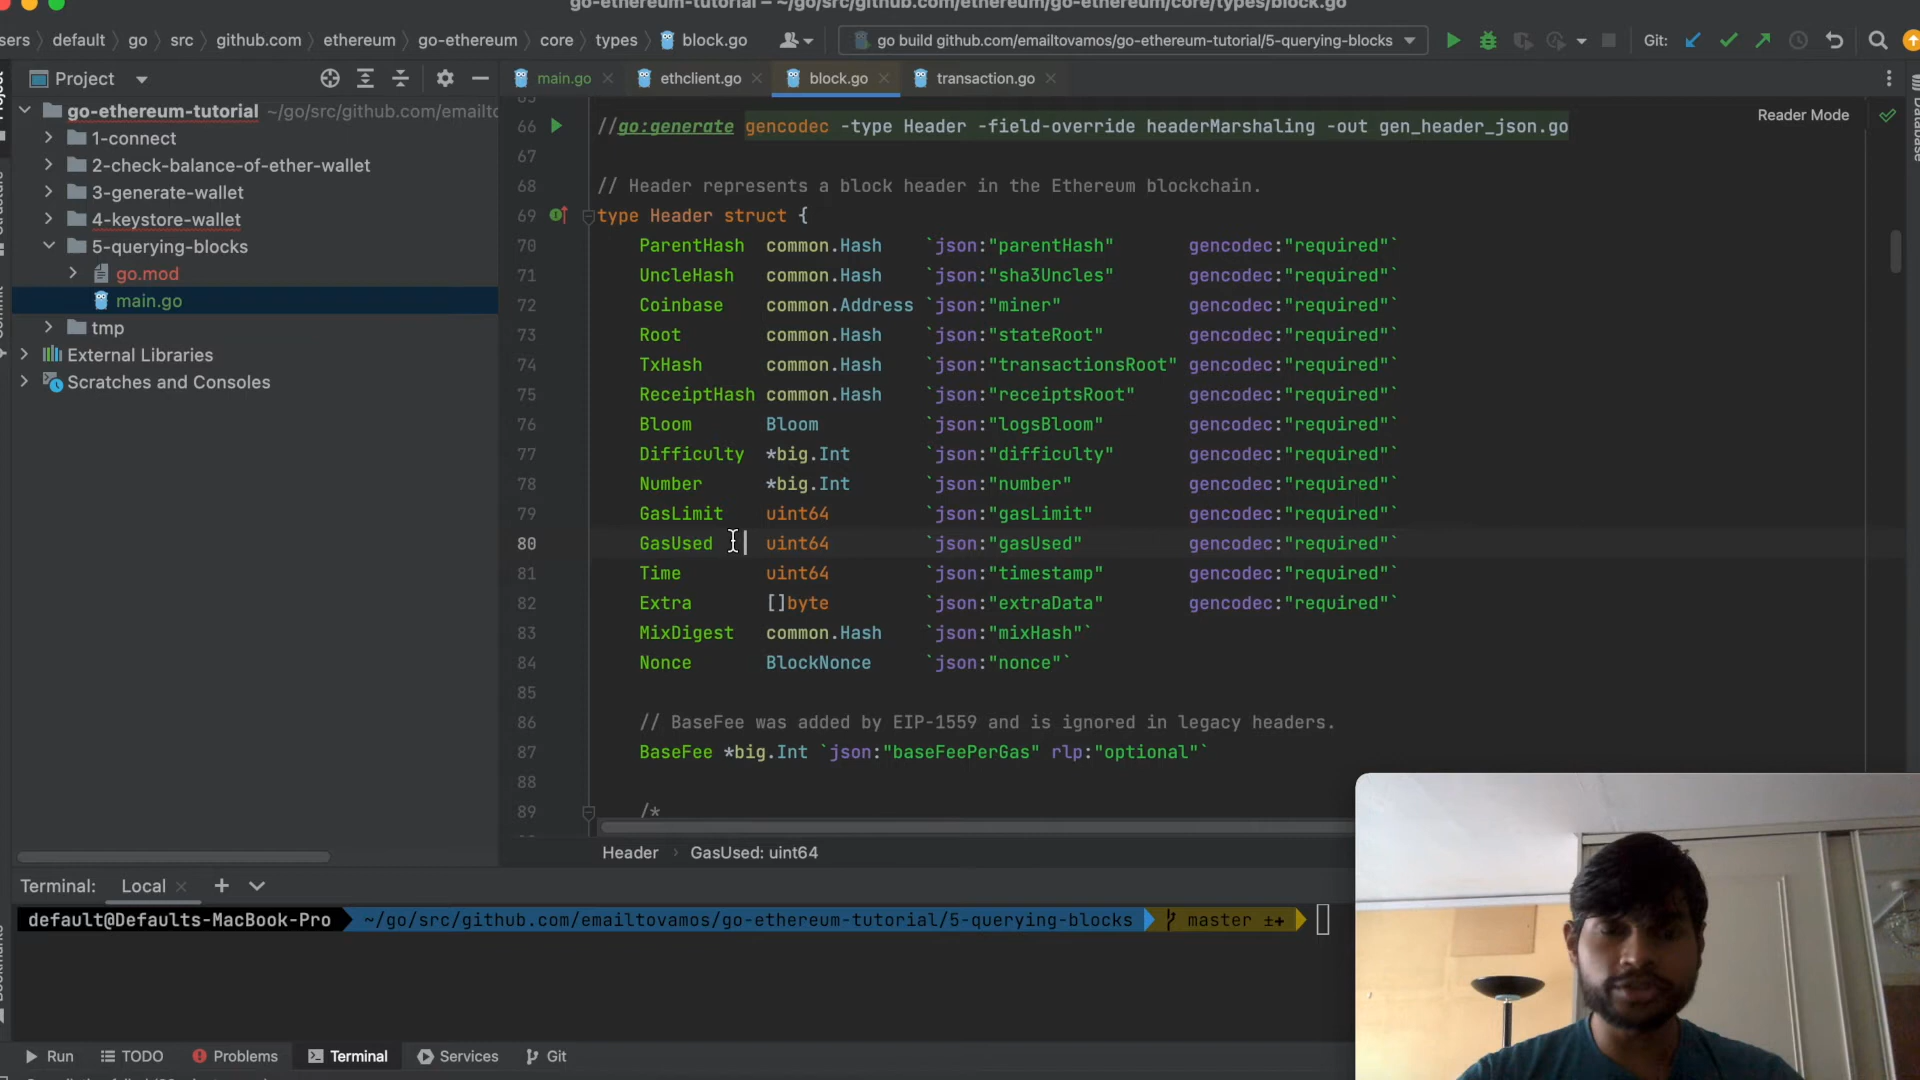 go-ethereum-tutorial – ~/go/src/github.com/ethereum/go-ethereum/core/types/block.go
sers default go src github.com ethereum go-ethereum core types block.go
go build github.com/emailtovamos/go-ethereum-tutorial/5-querying-blocks
Git:
Project
main.go
ethclient.go
block.go
transaction.go
go-ethereum-tutorial ~/go/src/github.com/emailto
1-connect
2-check-balance-of-ether-wallet
3-generate-wallet
4-keystore-wallet
5-querying-blocks
go.mod
main.go
tmp
External Libraries
Scratches and Consoles
Reader Mode
Database
65
66 //go:generate gencodec -type Header -field-override headerMarshaling -out gen_header_json.go
67
68 // Header represents a block header in the Ethereum blockchain.
69 type Header struct {
70 ParentHash common.Hash `json:"parentHash" gencodec:"required"`
71 UncleHash common.Hash `json:"sha3Uncles" gencodec:"required"`
72 Coinbase common.Address `json:"miner" gencodec:"required"`
73 Root common.Hash `json:"stateRoot" gencodec:"required"`
74 TxHash common.Hash `json:"transactionsRoot" gencodec:"required"`
75 ReceiptHash common.Hash `json:"receiptsRoot" gencodec:"required"`
76 Bloom Bloom `json:"logsBloom" gencodec:"required"`
77 Difficulty *big.Int `json:"difficulty" gencodec:"required"`
78 Number *big.Int `json:"number" gencodec:"required"`
79 GasLimit uint64 `json:"gasLimit" gencodec:"required"`
80 GasUsed uint64 `json:"gasUsed" gencodec:"required"`
81 Time uint64 `json:"timestamp" gencodec:"required"`
82 Extra []byte `json:"extraData" gencodec:"required"`
83 MixDigest common.Hash `json:"mixHash"`
84 Nonce BlockNonce `json:"nonce"`
85
86 // BaseFee was added by EIP-1559 and is ignored in legacy headers.
87 BaseFee *big.Int `json:"baseFeePerGas" rlp:"optional"`
88
89 /*
Header GasUsed: uint64
Terminal: Local
default@Defaults-MacBook-Pro ~/go/src/github.com/emailtovamos/go-ethereum-tutorial/5-querying-blocks master ±+
Run TODO Problems Terminal Services Git